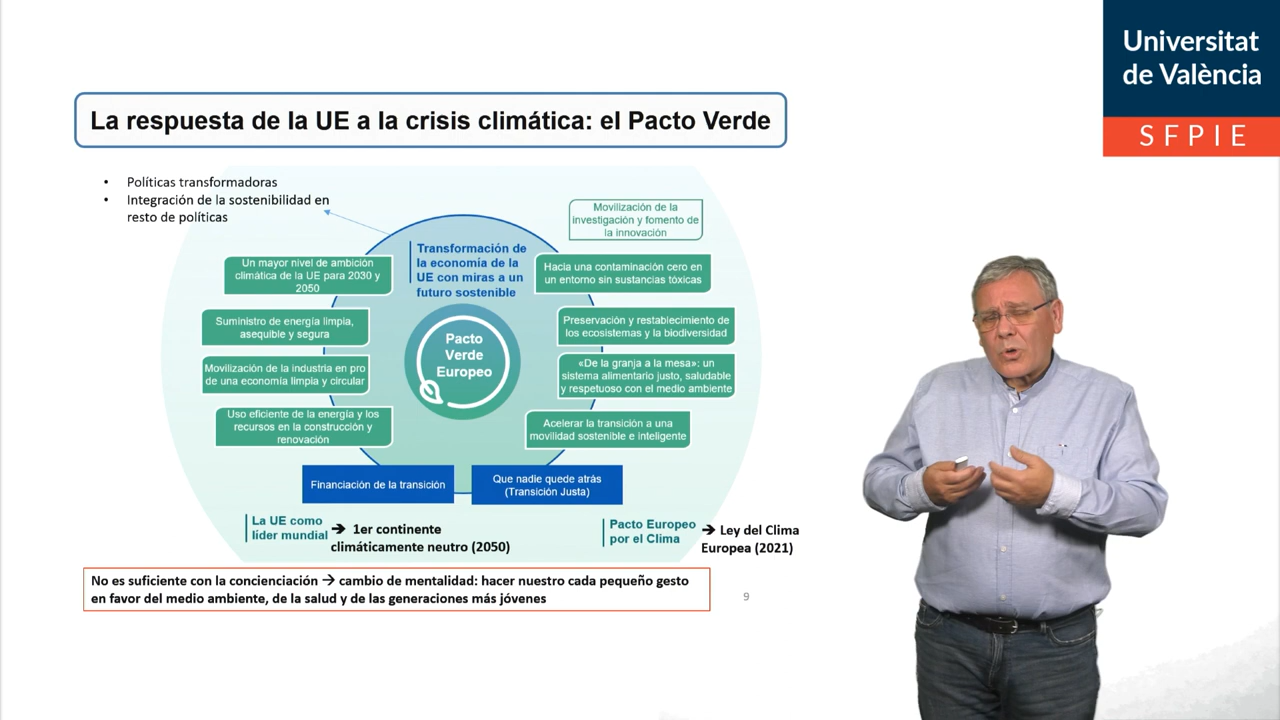 Universitat
de València
SFPIE
La respuesta de la UE a la crisis climática: el Pacto Verde
• Políticas transformadoras
• Integración de la sostenibilidad en
resto de políticas
Movilización de la
investigación y fomento de
la innovación
Transformación de
la economía de la
UE con miras a un
futuro sostenible
Un mayor nivel de ambición
climática de la UE para 2030 y
2050
Hacia una contaminación cero en
un entorno sin sustancias tóxicas
Suministro de energía limpia,
asequible y segura
Preservación y restablecimiento de
los ecosistemas y la biodiversidad
Pacto
Verde
Europeo
Movilización de la industria en pro
de una economía limpia y circular
«De la granja a la mesa»: un
sistema alimentario justo, saludable
y respetuoso con el medio ambiente
Uso eficiente de la energía y los
recursos en la construcción y
renovación
Acelerar la transición a una
movilidad sostenible e inteligente
Financiación de la transición
Que nadie quede atrás
(Transición Justa)
La UE como
líder mundial
➔ 1er continente
climáticamente neutro (2050)
Pacto Europeo
por el Clima
➔ Ley del Clima
Europea (2021)
No es suficiente con la concienciación → cambio de mentalidad: hacer nuestro cada pequeño gesto
en favor del medio ambiente, de la salud y de las generaciones más jóvenes
9